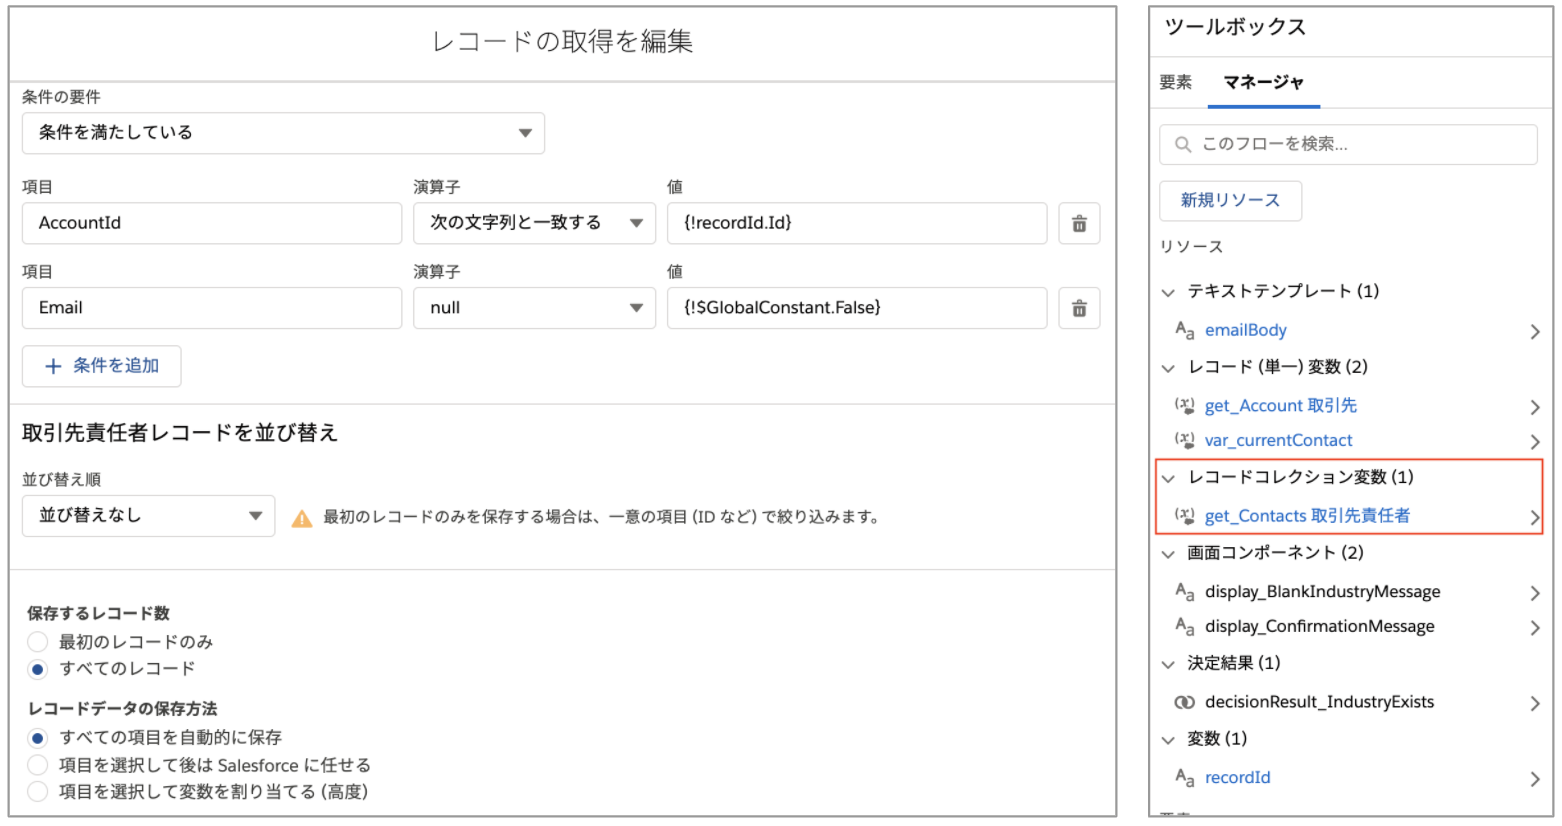 レコードの取得を編集
条件の要件
条件を満たしている
項目 演算子 値
AccountId 次の文字列と一致する {!recordId.Id}
項目 演算子 値
Email null {!$GlobalConstant.False}
＋ 条件を追加
取引先責任者レコードを並び替え
並び替え順
並び替えなし 最初のレコードのみを保存する場合は、一意の項目 (ID など) で絞り込みます。
保存するレコード数
最初のレコードのみ
すべてのレコード
レコードデータの保存方法
すべての項目を自動的に保存
項目を選択して後は Salesforce に任せる
項目を選択して変数を割り当てる (高度)
ツールボックス
要素 マネージャ
このフローを検索...
新規リソース
リソース
テキストテンプレート (1)
emailBody
レコード (単一) 変数 (2)
get_Account 取引先
var_currentContact
レコードコレクション変数 (1)
get_Contacts 取引先責任者
画面コンポーネント (2)
display_BlankIndustryMessage
display_ConfirmationMessage
決定結果 (1)
decisionResult_IndustryExists
変数 (1)
recordId